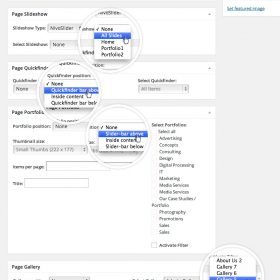 Page Slideshow
NivoSlider
Set featured image
Slideshow Type:
NivoSlider
None
All Slides
Home
Portfolio1
Portfolio2
Select Slideshow:
None
Page Quickfinder
Quickfinder position:
None
Quickfinder bar above
Inside content
Quickfinder bar below
Quickfinder
None
Select Quickfinder:
All Items
Page Portfolio
Portfolio position:
None
None
Slider-bar above
Inside content
Slider-bar below
Select Portfolios:
Select all
Advertising
Concepts
Consulting
Design
Digital Processing
IT
Marketing
Media Services
Media Services
Our Case Studies/
Portfolio
Photography
Promotions
Sales
Sales
Sales
Thumbnail size:
Small Thumbs (222 x 177)
Items per page:
Title:
Activate Filter
Page Gallery
About Us 2
Gallery 7
Gallery 6